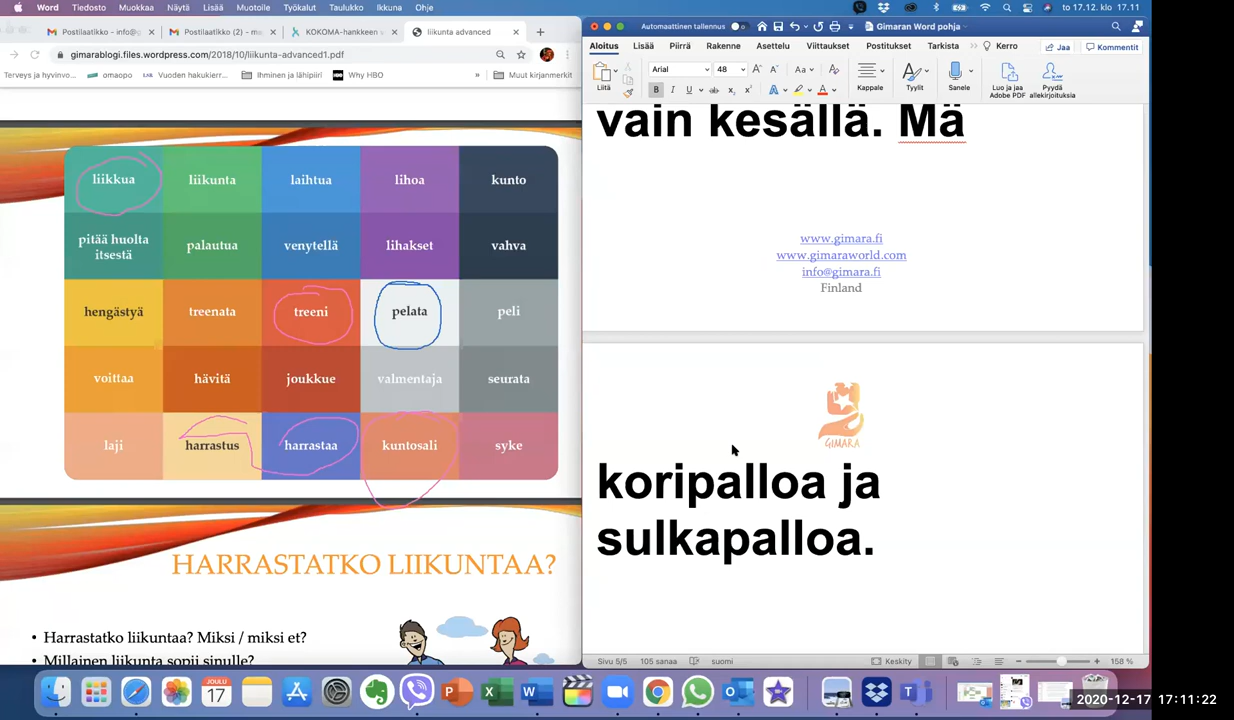 Word Tiedosto Muokkaa Näytä Lisää Muotoile Työkalut Taulukko Ikkuna Ohje
to 17.12. klo 17.11
Postilaatikko – info@g
Postilaatikko (2) – ma
KOKOMA-hankkeen v
liikunta advanced
gimarablogi.files.wordpress.com/2018/10/liikunta-advanced1.pdf
Terveys ja hyvinvo...
omaopo
Vuoden hakukierr...
Ihminen ja lähipiiri
Why HBO
»
Muut kirjanmerkit
liikkua liikunta laihtua lihoa kunto
pitää huolta
itsestä
palautua venytellä lihakset vahva
hengästyä treenata treeni pelata peli
voittaa hävitä joukkue valmentaja seurata
laji harrastus harrastaa kuntosali syke
HARRASTATKO LIIKUNTAA?
• Harrastatko liikuntaa? Miksi / miksi et?
• Millainen liikunta sopii sinulle?
Automaattinen tallennus
Gimaran Word pohja
Aloitus Lisää Piirrä Rakenne Asettelu Viittaukset Postitukset Tarkista » Kerro
Jaa
Kommentit
Liitä
Arial
48
Kappale
Tyylit
Sanele
Luo ja jaa
Adobe PDF
Pyydä
allekirjoituksia
vain kesällä. Mä
www.gimara.fi
www.gimaraworld.com
info@gimara.fi
Finland
GIMARA
koripalloa ja
sulkapalloa.
Sivu 5/5 105 sanaa suomi
Keskity
158 %
JOULU
17
2020-12-17 17:11:22